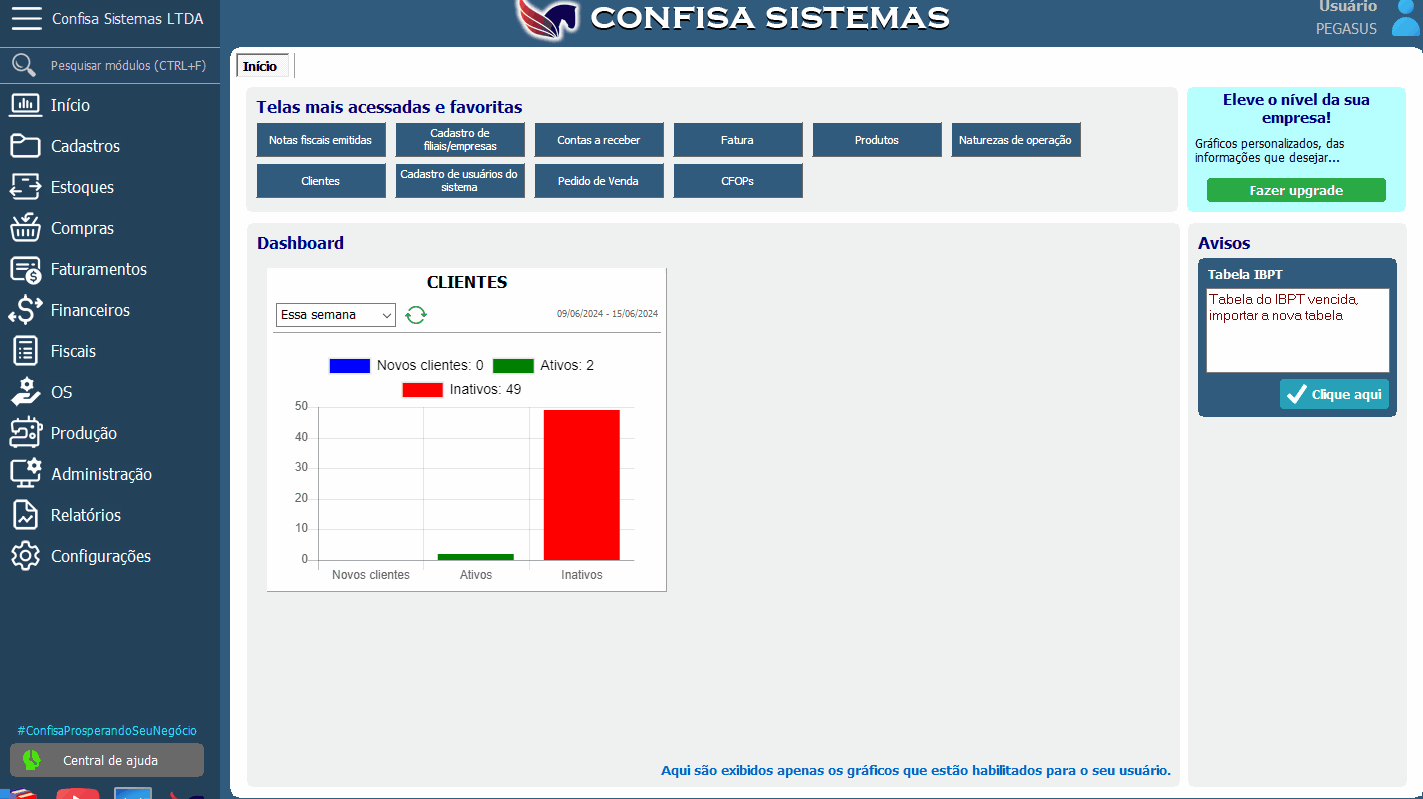 Confisa Sistemas LTDA
CONFISA SISTEMAS
Usuário
PEGASUS
Pesquisar módulos (CTRL+F)
Início
Cadastros
Estoques
Compras
Faturamentos
Financeiros
Fiscais
OS
Produção
Administração
Relatórios
Configurações
#ConfisaProsperandoSeuNegócio
Central de ajuda
Início
Telas mais acessadas e favoritas
Notas fiscais emitidas
Cadastro de
filiais/empresas
Contas a receber
Fatura
Produtos
Naturezas de operação
Clientes
Cadastro de usuários do
sistema
Pedido de Venda
CFOPs
Eleve o nível da sua
empresa!
Gráficos personalizados, das
informações que desejar...
Fazer upgrade
Dashboard
CLIENTES
Essa semana
09/06/2024 - 15/06/2024
Novos clientes: 0
Ativos: 2
Inativos: 49
50
40
30
20
10
0
Novos clientes
Ativos
Inativos
Aqui são exibidos apenas os gráficos que estão habilitados para o seu usuário.
Avisos
Tabela IBPT
Tabela do IBPT vencida,
importar a nova tabela
Clique aqui